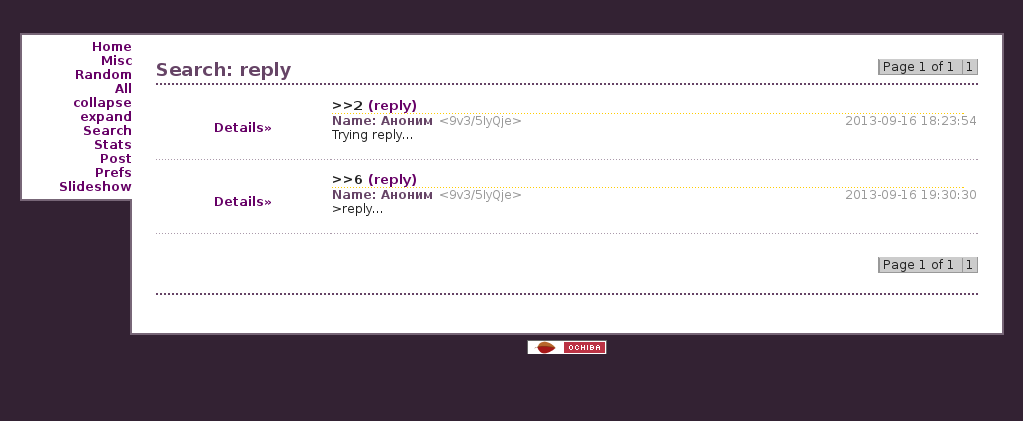 Home
Misc
Random
All
collapse
expand
Search
Stats
Post
Prefs
Slideshow
Search: reply
Page 1 of 1 1
>>2 (reply)
Details»
Name: Аноним <9v3/5IyQje> 2013-09-16 18:23:54
Trying reply...
>>6 (reply)
Details»
Name: Аноним <9v3/5IyQje> 2013-09-16 19:30:30
>reply...
Page 1 of 1 1
OCHIBA